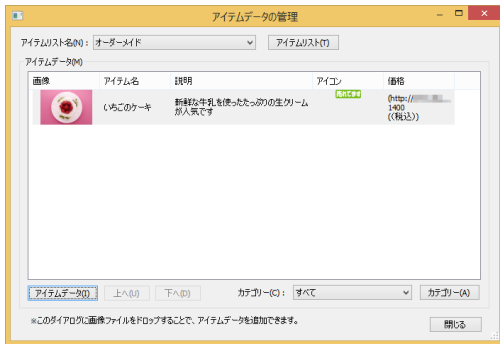 アイテムデータの管理
アイテムリスト名(N)： オーダーメイド アイテムリスト(T)
アイテムデータ(M)
画像 アイテム名 説明 アイコン 価格
いちごのケーキ
新鮮な牛乳を使ったたっぷりの生クリーム
が人気です
売れてます
(http://
1400
((税込))
アイテムデータ(I) 上へ(U) 下へ(D) カテゴリー(C)： すべて カテゴリー(A)
※このダイアログに画像ファイルをドロップすることで、アイテムデータを追加できます。
閉じる